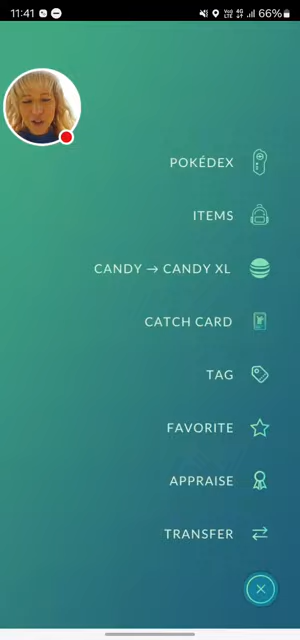 11:41
66%
POKÉDEX
ITEMS
CANDY → CANDY XL
CATCH CARD
TAG
FAVORITE
APPRAISE
TRANSFER